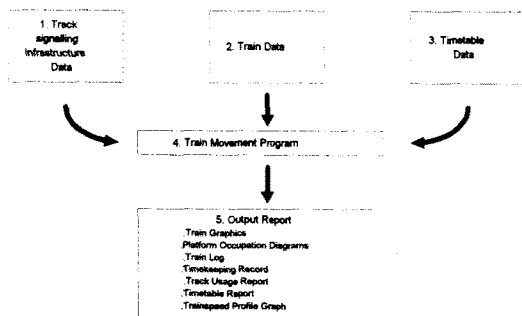 1. Track
signalling
Infrastructure
Data
2. Train Data
3. Timetable
Data
4. Train Movement Program
5. Output Report
.Train Graphics
.Platform Occupation Diagrams
.Train Log
.Timekeeping Record
.Track Usage Report
.Timetable Report
.Trainspeed Profile Graph